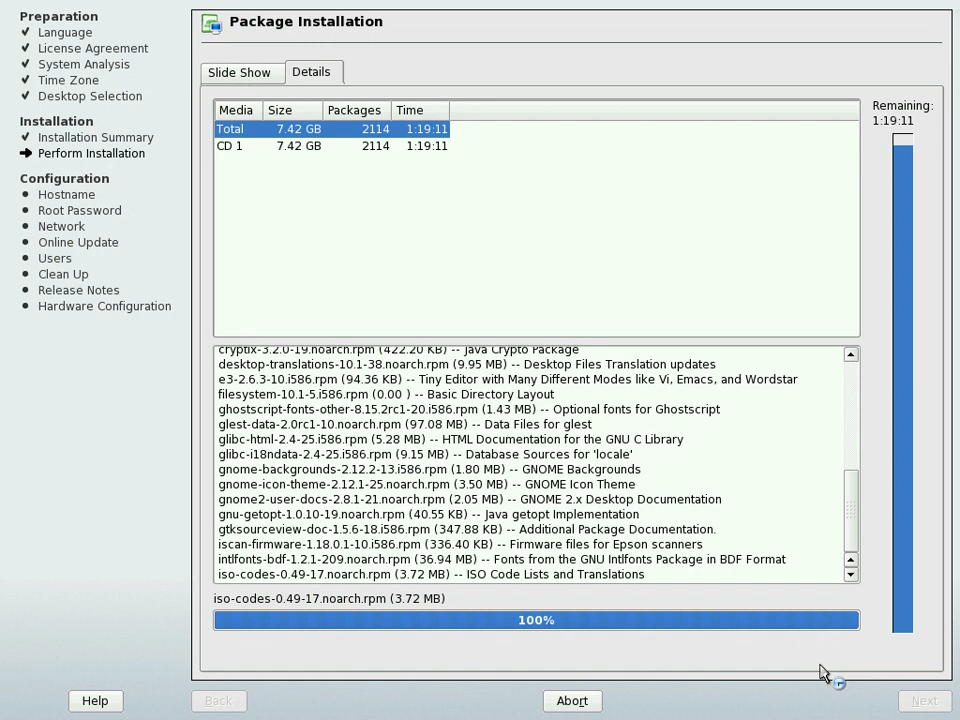 Preparation
Language
License Agreement
System Analysis
Time Zone
Desktop Selection
Installation
Installation Summary
Perform Installation
Configuration
Hostname
Root Password
Network
Online Update
Users
Clean Up
Release Notes
Hardware Configuration
Package Installation
Slide Show Details
Media Size Packages Time
Total 7.42 GB 2114 1:19:11
CD 1 7.42 GB 2114 1:19:11
Remaining:
1:19:11
cryptix-3.2.0-19.noarch.rpm (422.20 KB) -- Java Crypto Package
desktop-translations-10.1-38.noarch.rpm (9.95 MB) -- Desktop Files Translation updates
e3-2.6.3-10.i586.rpm (94.36 KB) -- Tiny Editor with Many Different Modes like Vi, Emacs, and Wordstar
filesystem-10.1-5.i586.rpm (0.00 ) -- Basic Directory Layout
ghostscript-fonts-other-8.15.2rc1-20.i586.rpm (1.43 MB) -- Optional fonts for Ghostscript
glest-data-2.0rc1-10.noarch.rpm (97.08 MB) -- Data Files for glest
glibc-html-2.4-25.i586.rpm (5.28 MB) -- HTML Documentation for the GNU C Library
glibc-i18ndata-2.4-25.i586.rpm (9.15 MB) -- Database Sources for 'locale'
gnome-backgrounds-2.12.2-13.i586.rpm (1.80 MB) -- GNOME Backgrounds
gnome-icon-theme-2.12.1-25.noarch.rpm (3.50 MB) -- GNOME Icon Theme
gnome2-user-docs-2.8.1-21.noarch.rpm (2.05 MB) -- GNOME 2.x Desktop Documentation
gnu-getopt-1.0.10-19.noarch.rpm (40.55 KB) -- Java getopt Implementation
gtksourceview-doc-1.5.6-18.i586.rpm (347.88 KB) -- Additional Package Documentation.
iscan-firmware-1.18.0.1-10.i586.rpm (336.40 KB) -- Firmware files for Epson scanners
intlfonts-bdf-1.2.1-209.noarch.rpm (36.94 MB) -- Fonts from the GNU Intlfonts Package in BDF Format
iso-codes-0.49-17.noarch.rpm (3.72 MB) -- ISO Code Lists and Translations
iso-codes-0.49-17.noarch.rpm (3.72 MB)
100%
Help Back Abort Next